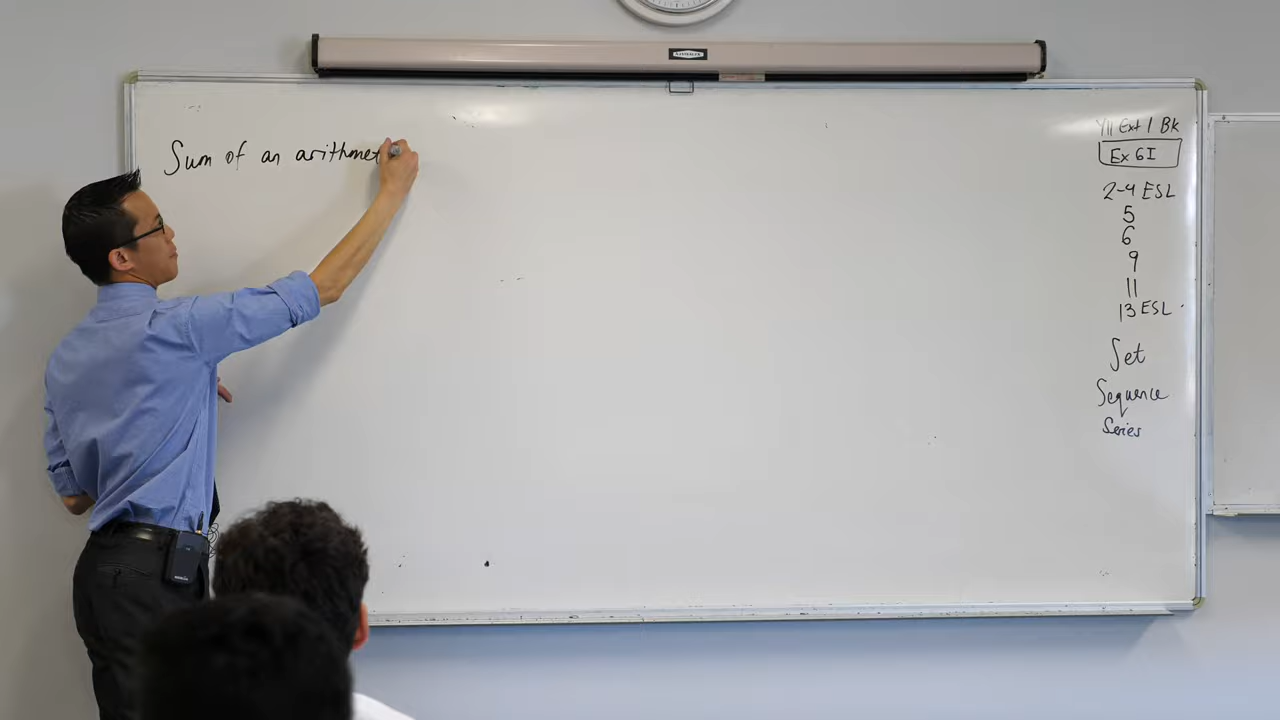 Sum of an arithmet
Y11 Ext 1 Bk
Ex 6I
2-4 ESL
5
6
9
11
13 ESL
Set
Sequence
Series